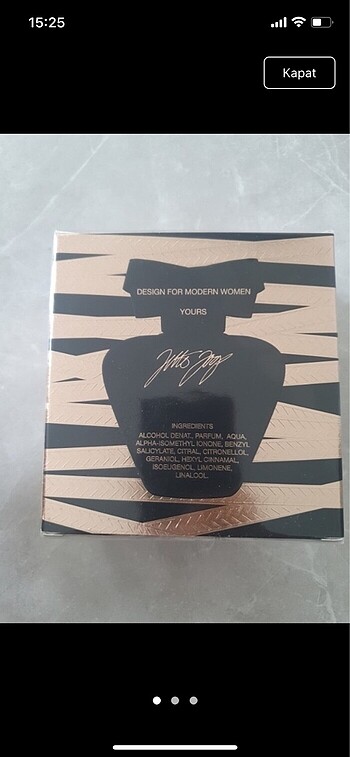 15:25
Kapat
DESIGN FOR MODERN WOMEN
YOURS
INGREDIENTS
ALCOHOL DENAT., PARFUM, AQUA,
ALPHA-ISOMETHYL IONONE, BENZYL
SALICYLATE, CITRAL, CITRONELLOL,
GERANIOL, HEXYL CINNAMAL,
ISOEUGENOL, LIMONENE,
LINALOOL.